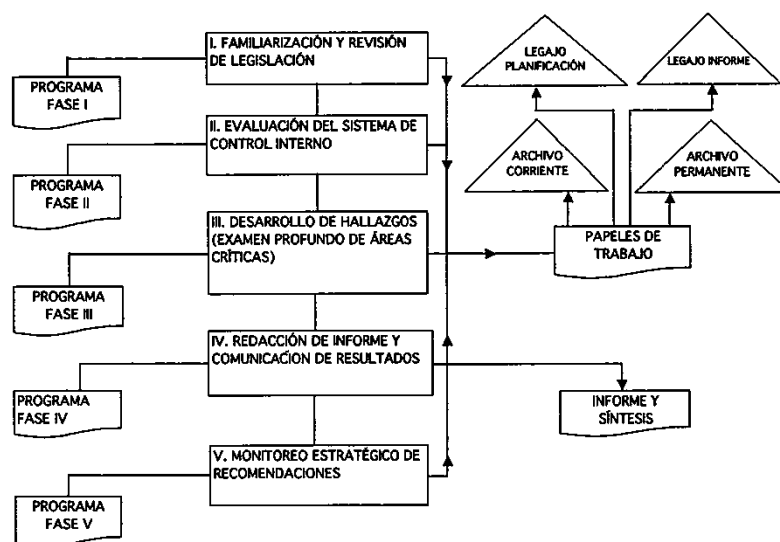 I. FAMILIARIZACIÓN Y REVISIÓN
DE LEGISLACIÓN
PROGRAMA
FASE I
II. EVALUACIÓN DEL SISTEMA DE
CONTROL INTERNO
PROGRAMA
FASE II
III. DESARROLLO DE HALLAZGOS
(EXAMEN PROFUNDO DE ÁREAS
CRÍTICAS)
PROGRAMA
FASE III
IV. REDACCIÓN DE INFORME Y
COMUNICACIÓN DE RESULTADOS
PROGRAMA
FASE IV
V. MONITOREO ESTRATÉGICO DE
RECOMENDACIONES
PROGRAMA
FASE V
LEGAJO
PLANIFICACIÓN
LEGAJO INFORME
ARCHIVO
CORRIENTE
ARCHIVO
PERMANENTE
PAPELES DE
TRABAJO
INFORME Y
SÍNTESIS